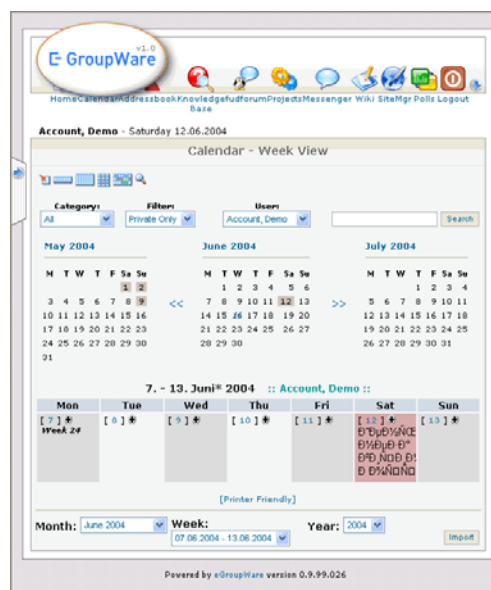 v1.0
E- GroupWare
HomeCalendarAddressbookKnowledgefudforumProjectsMessenger Wiki SiteMgr Polls Logout
Base
Account, Demo - Saturday 12.06.2004
Calendar - Week View
Category: Filter: User:
All Private Only Account, Demo Search
May 2004 June 2004 July 2004
M T W T F Sa Su M T W T F Sa Su M T W T F Sa Su
1 2 1 2 3 4 5 6 1 2 3 4
3 4 5 6 7 8 9 << 7 8 9 10 11 12 13 >> 5 6 7 8 9 10 11
10 11 12 13 14 15 16 14 15 16 17 18 19 20 12 13 14 15 16 17 18
17 18 19 20 21 22 23 21 22 23 24 25 26 27 19 20 21 22 23 24 25
24 25 26 27 28 29 30 28 29 30 26 27 28 29 30 31
31
7. - 13. Juni* 2004 :: Account, Demo ::
Mon Tue Wed Thu Fri Sat Sun
[ 7 ] [ 8 ] [ 9 ] [ 10 ] [ 11 ] [ 12 ] [ 13 ]
Week 24
[Printer Friendly]
Month: June 2004 Week: Year: 2004
07.06.2004 - 13.06.2004 Import
Powered by eGroupWare version 0.9.99.026